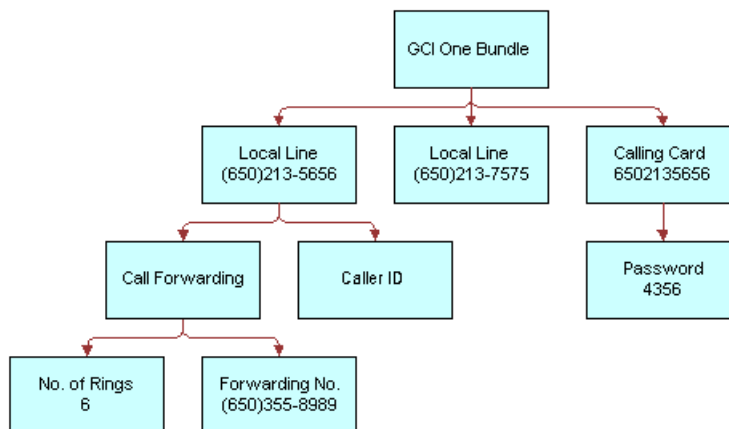 GCI One Bundle
Local Line
(650)213-5656
Local Line
(650)213-7575
Calling Card
6502135656
Call Forwarding
Caller ID
Password
4356
No. of Rings
6
Forwarding No.
(650)355-8989